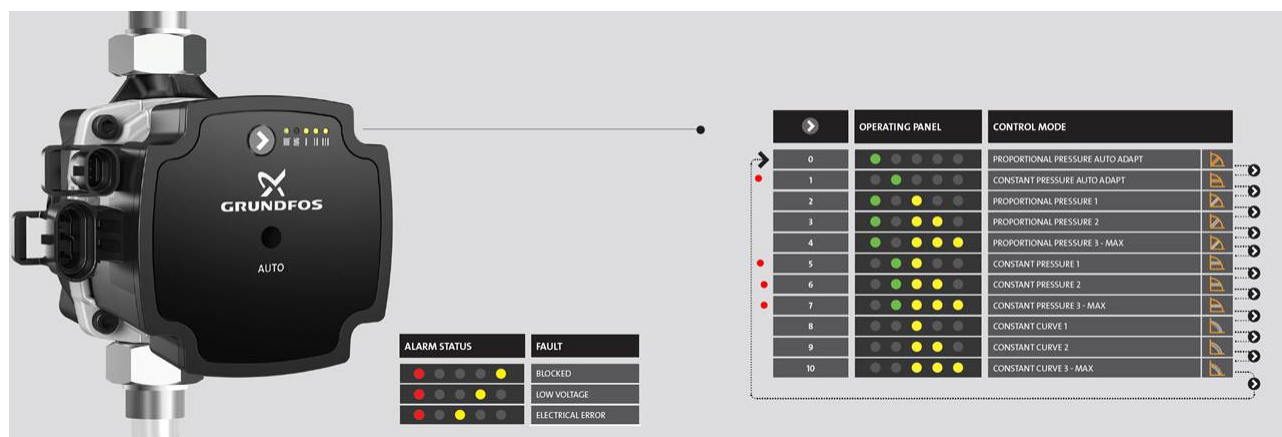 GRUNDFOS
AUTO
ALARM STATUS FAULT
BLOCKED
LOW VOLTAGE
ELECTRICAL ERROR
OPERATING PANEL CONTROL MODE
0 PROPORTIONAL PRESSURE AUTO ADAPT
1 CONSTANT PRESSURE AUTO ADAPT
2 PROPORTIONAL PRESSURE 1
3 PROPORTIONAL PRESSURE 2
4 PROPORTIONAL PRESSURE 3 - MAX
5 CONSTANT PRESSURE 1
6 CONSTANT PRESSURE 2
7 CONSTANT PRESSURE 3 - MAX
8 CONSTANT CURVE 1
9 CONSTANT CURVE 2
10 CONSTANT CURVE 3 - MAX